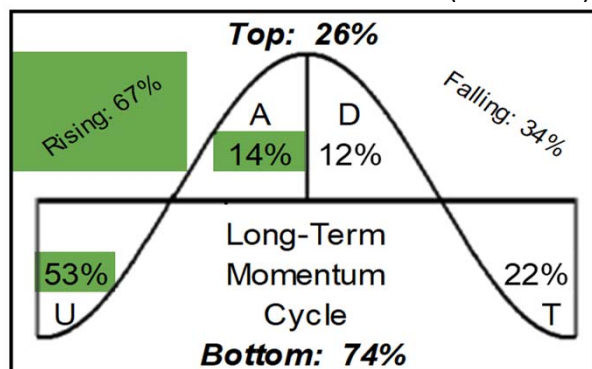 Top: 26%
Rising: 67%
Falling: 34%
A D
14% 12%
Long-Term
53% Momentum 22%
U Cycle T
Bottom: 74%